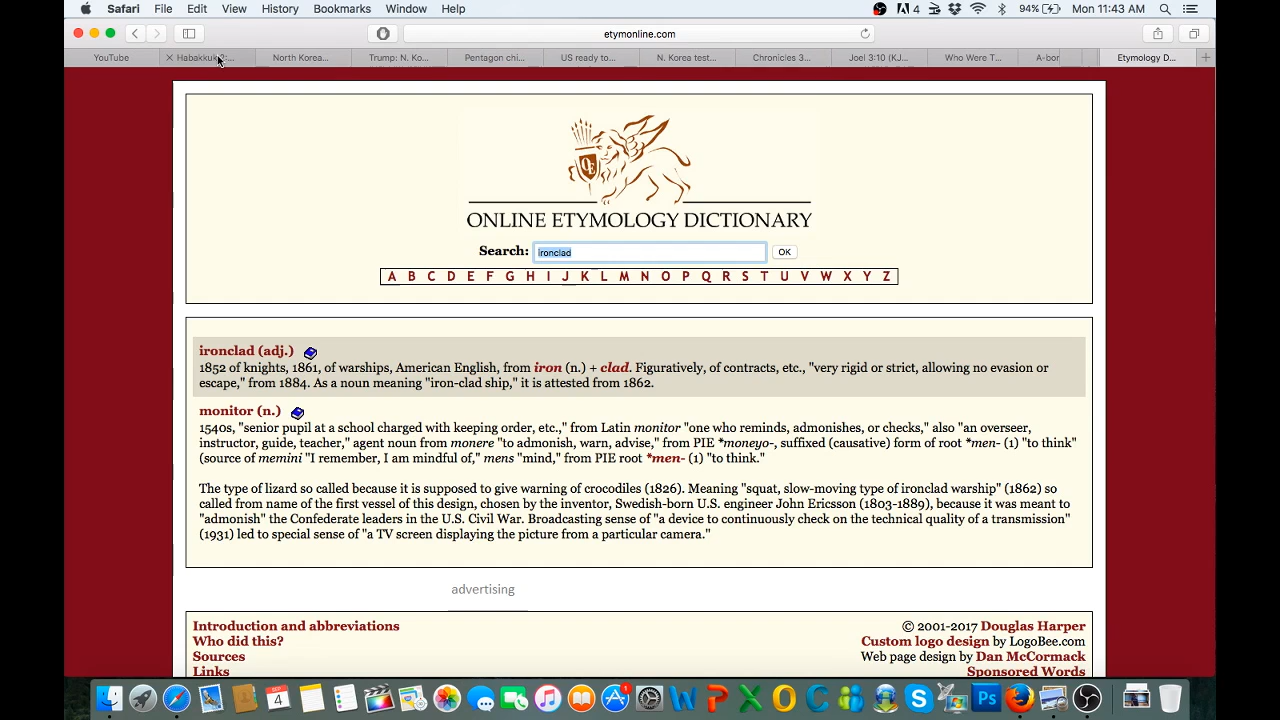 Safari File Edit View History Bookmarks Window Help 4 94% Mon 11:43 AM
etymonline.com
YouTube Habakkuk 2:... North Korea... Trump: N. Ko... Pentagon chi... US ready to... N. Korea test... Chronicles 3... Joel 3:10 (KJ... Who Were T... A-bor Etymology D...
OE
ONLINE ETYMOLOGY DICTIONARY
Search: ironclad OK
A B C D E F G H I J K L M N O P Q R S T U V W X Y Z
ironclad (adj.)
1852 of knights, 1861, of warships, American English, from iron (n.) + clad. Figuratively, of contracts, etc., "very rigid or strict, allowing no evasion or
escape," from 1884. As a noun meaning "iron-clad ship," it is attested from 1862.
monitor (n.)
1540s, "senior pupil at a school charged with keeping order, etc.," from Latin monitor "one who reminds, admonishes, or checks," also "an overseer,
instructor, guide, teacher," agent noun from monere "to admonish, warn, advise," from PIE *moneyo-, suffixed (causative) form of root *men- (1) "to think"
(source of memini "I remember, I am mindful of," mens "mind," from PIE root *men- (1) "to think."
The type of lizard so called because it is supposed to give warning of crocodiles (1826). Meaning "squat, slow-moving type of ironclad warship" (1862) so
called from name of the first vessel of this design, chosen by the inventor, Swedish-born U.S. engineer John Ericsson (1803-1889), because it was meant to
"admonish" the Confederate leaders in the U.S. Civil War. Broadcasting sense of "a device to continuously check on the technical quality of a transmission"
(1931) led to special sense of "a TV screen displaying the picture from a particular camera."
advertising
Introduction and abbreviations © 2001-2017 Douglas Harper
Who did this? Custom logo design by LogoBee.com
Sources Web page design by Dan McCormack
Links Sponsored Words
SEP
4
1